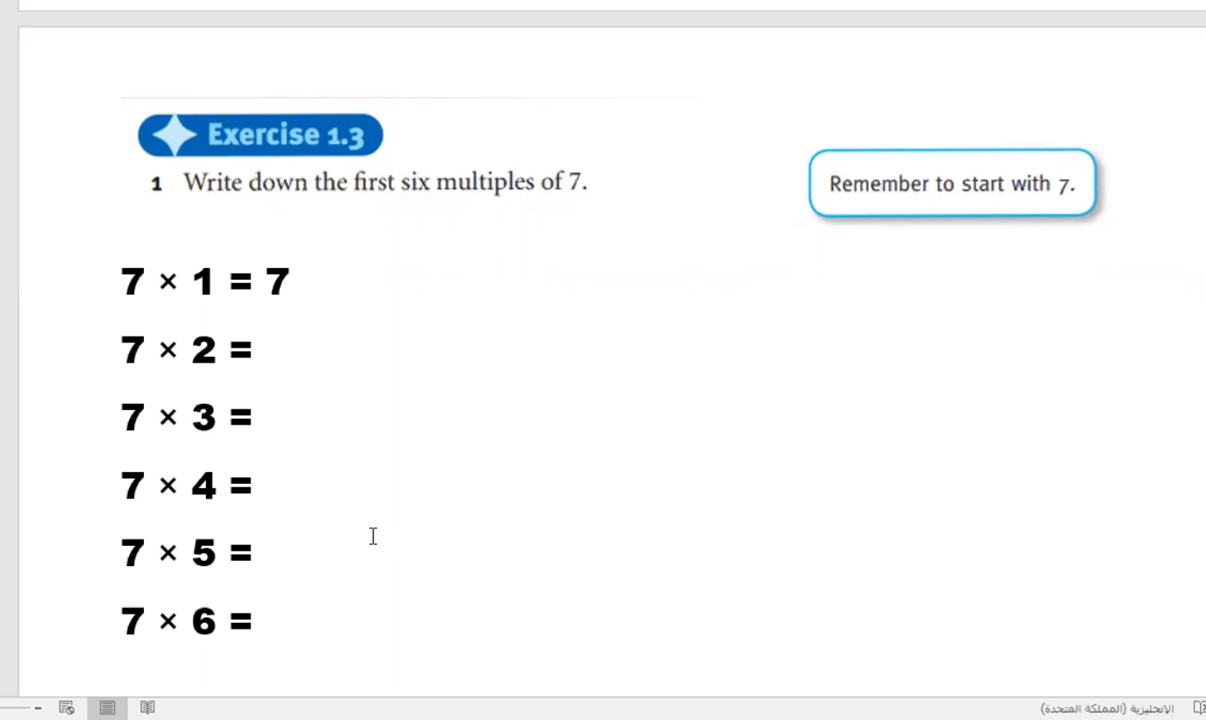 Exercise 1.3
1 Write down the first six multiples of 7.
Remember to start with 7.
7 × 1 = 7
7 × 2 =
7 × 3 =
7 × 4 =
7 × 5 =
7 × 6 =
الإنجليزية (المملكة المتحدة)